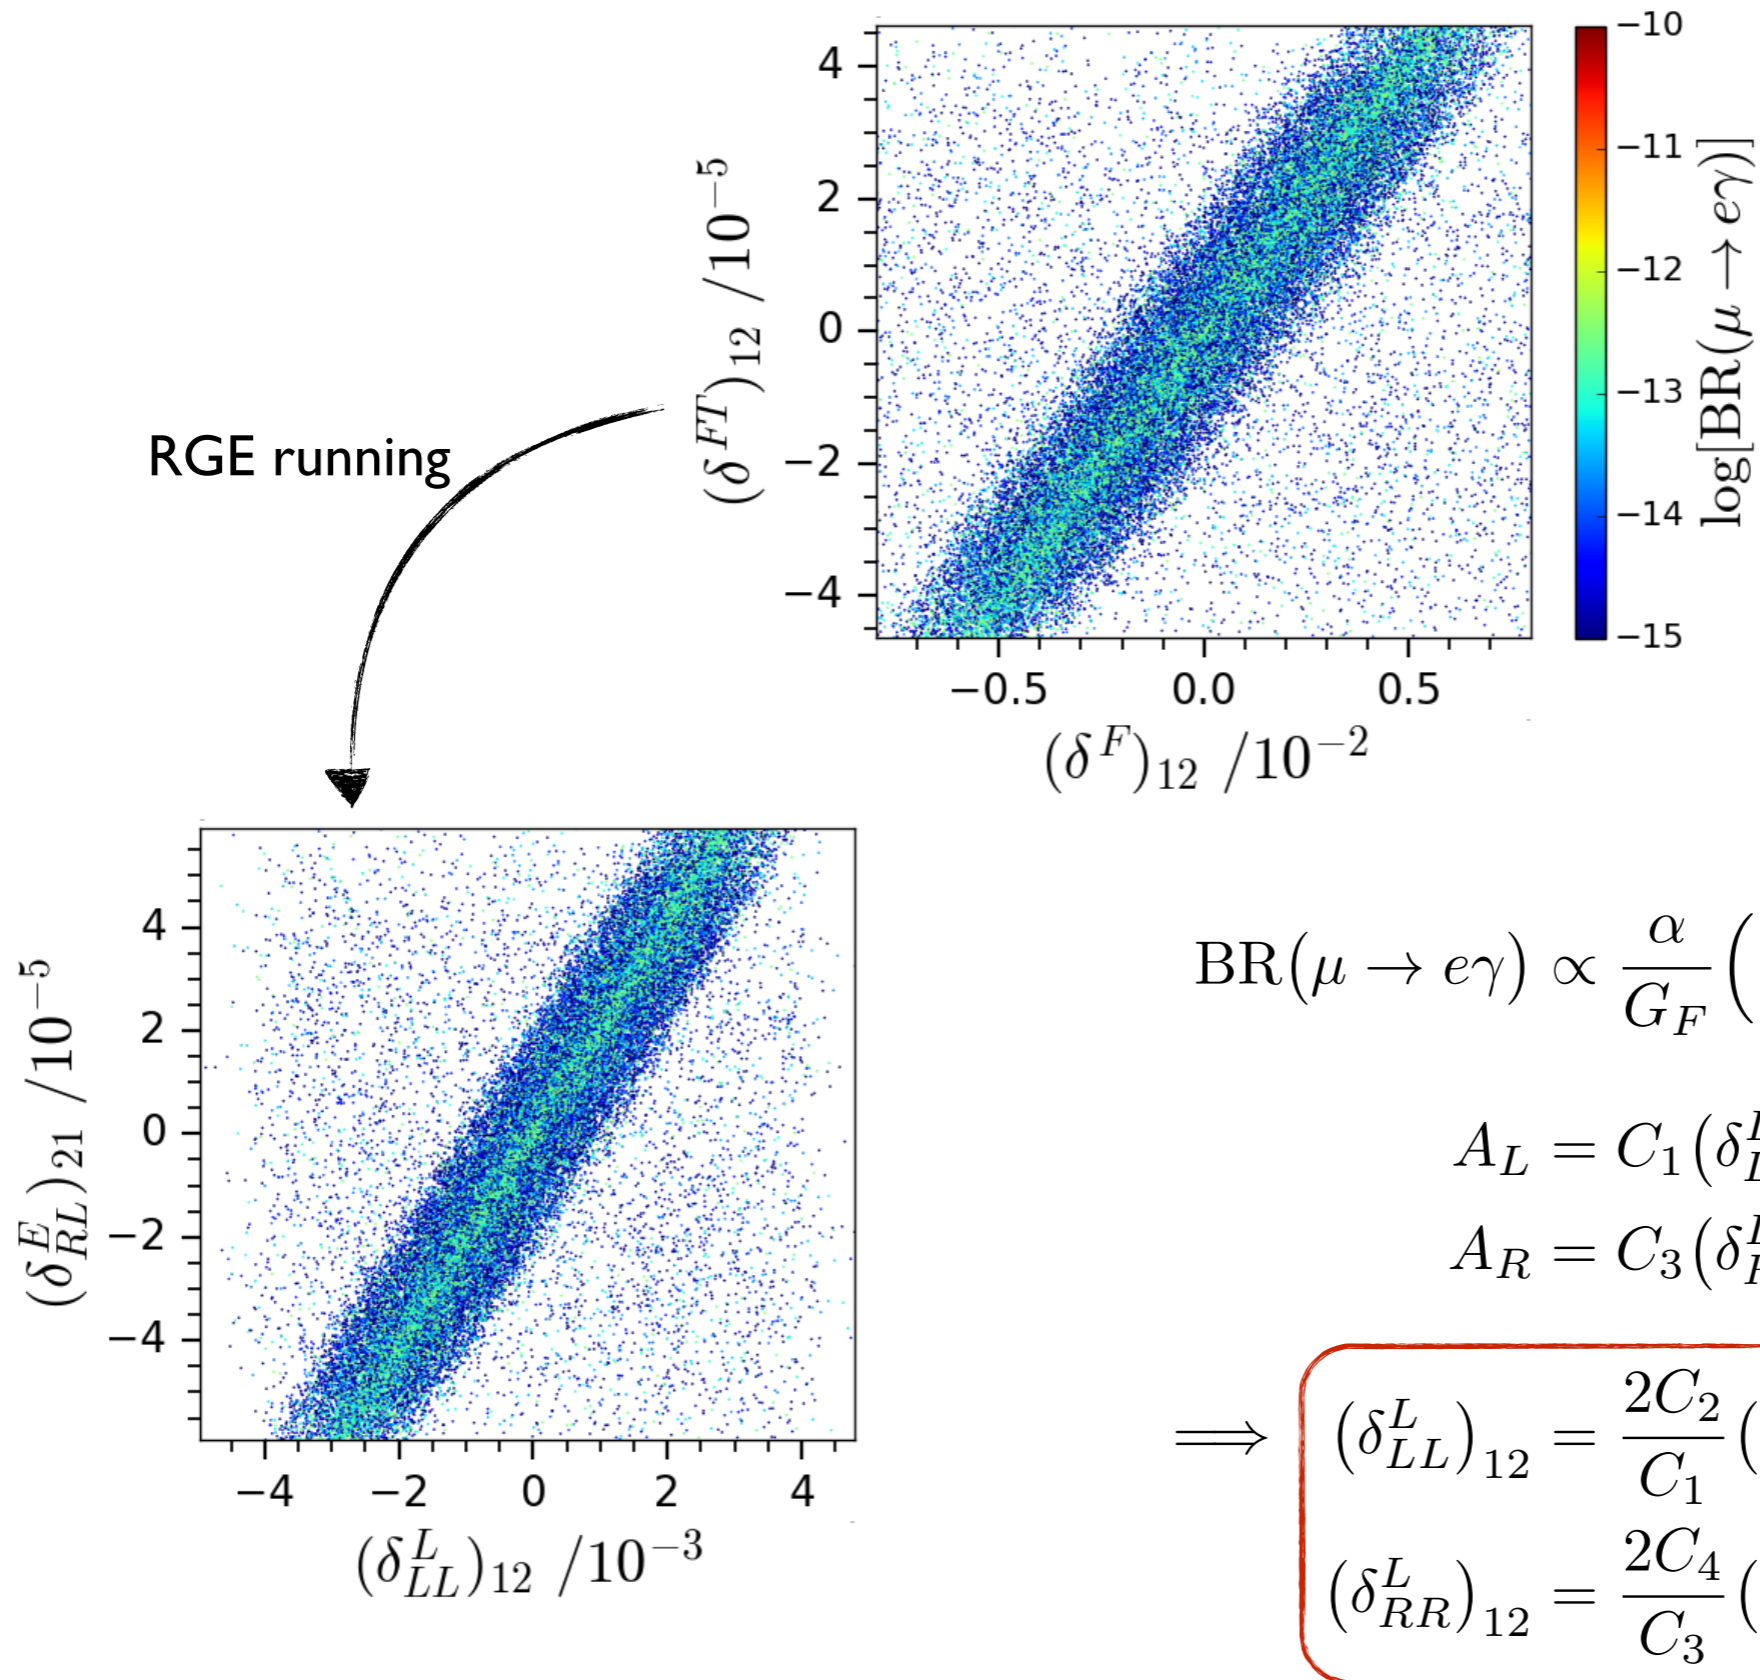 4
2
0
−2
−4
(δ^{FT})_{12} /10^{−5}
−0.5 0.0 0.5
(δ^F)_{12} /10^{−2}
−10
−11
−12
−13
−14
−15
log[BR(μ → eγ)]
RGE running
4
2
0
−2
−4
(δ^E_{RL})_{21} /10^{−5}
−4 −2 0 2 4
(δ^L_{LL})_{12} /10^{−3}
BR(μ → eγ) ∝ α/G_F (
A_L = C_1(δ
A_R = C_3(δ
⟹ (δ^L_{LL})_{12} = 2C_2/C_1 (
(δ^L_{RR})_{12} = 2C_4/C_3 (